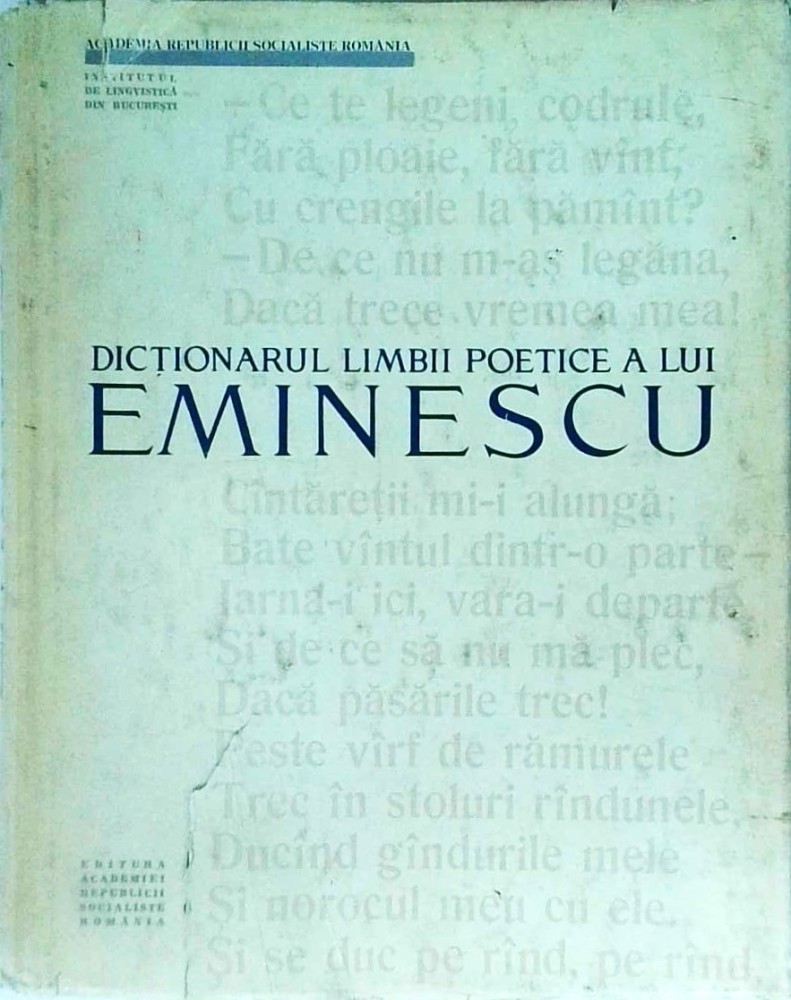 ACADEMIA REPUBLICII SOCIALISTE ROMÂNIA
INSTITUTUL
DE LINGVISTICĂ
DIN BUCUREȘTI
—Ce te legeni, codrule,
Fără ploaie, fără vînt,
Cu crengile la pămînt?
—De ce nu m-aș legăna,
Dacă trece vremea mea!
DICȚIONARUL LIMBII POETICE A LUI
EMINESCU
Cîntăreții mi-i alungă;
Bate vîntul dintr-o parte—
Iarna-i ici, vara-i departe,
Și de ce să nu mă plec,
Dacă păsările trec!
Peste vîrf de rămurele
Trec în stoluri rîndunele,
Ducînd gîndurile mele
Și norocul meu cu ele.
Și se duc pe rînd, pe rînd,
EDITURA
ACADEMIEI
REPUBLICII
SOCIALISTE
ROMÂNIA